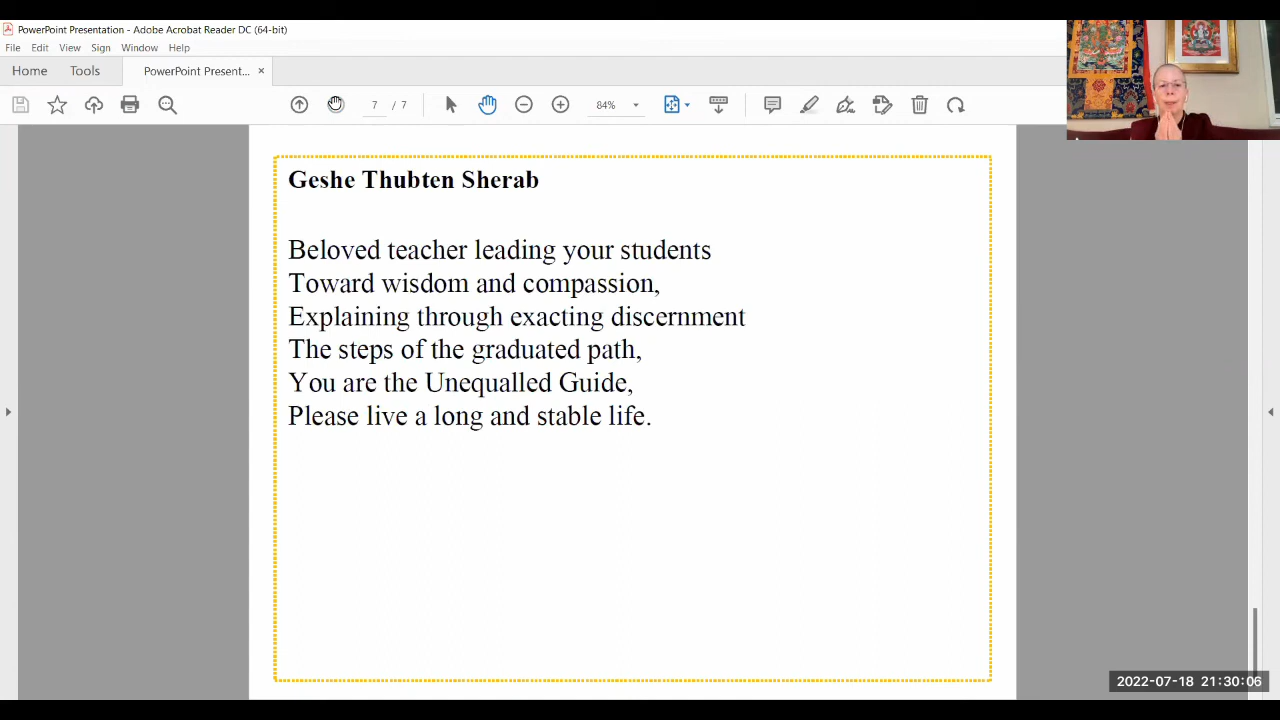 PowerPoint Presentation - Adobe Acrobat Reader DC (64-bit)
File Edit View Sign Window Help
Home Tools PowerPoint Present... ×
7 / 7 84%
Geshe Thubten Sherab
Beloved teacher leading your students
Toward wisdom and compassion,
Explaining through exacting discernment
The steps of the graduated path,
You are the Unequalled Guide,
Please live a long and stable life.
2022-07-18 21:30:06